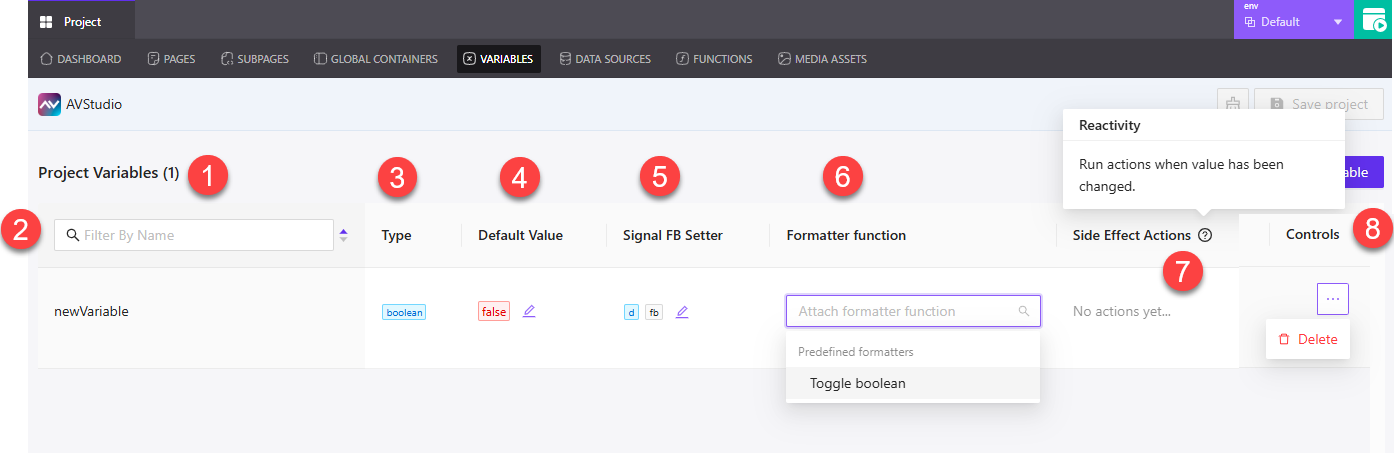 Project
env
Default
DASHBOARD
PAGES
SUBPAGES
GLOBAL CONTAINERS
VARIABLES
DATA SOURCES
FUNCTIONS
MEDIA ASSETS
AVStudio
Save project
Reactivity
Run actions when value has been
changed.
Project Variables (1)
1
3
4
5
6
able
2
Filter By Name
Type
Default Value
Signal FB Setter
Formatter function
Side Effect Actions
Controls
8
7
newVariable
boolean
false
d
fb
Attach formatter function
No actions yet...
...
Delete
Predefined formatters
Toggle boolean